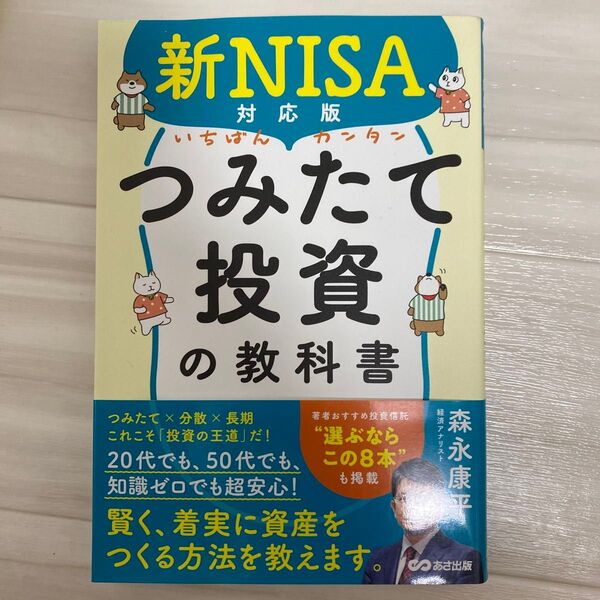 新NISA
対応版
いちばん カンタン
つみたて
投資
の教科書
つみたて×分散×長期
これこそ「投資の王道」だ!
20代でも、50代でも、
知識ゼロでも超安心!
賢く、着実に資産を
つくる方法を教えます。
著者おすすめ投資信託
“選ぶなら
この8本”
も掲載
経済アナリスト
森永康平
あさ出版